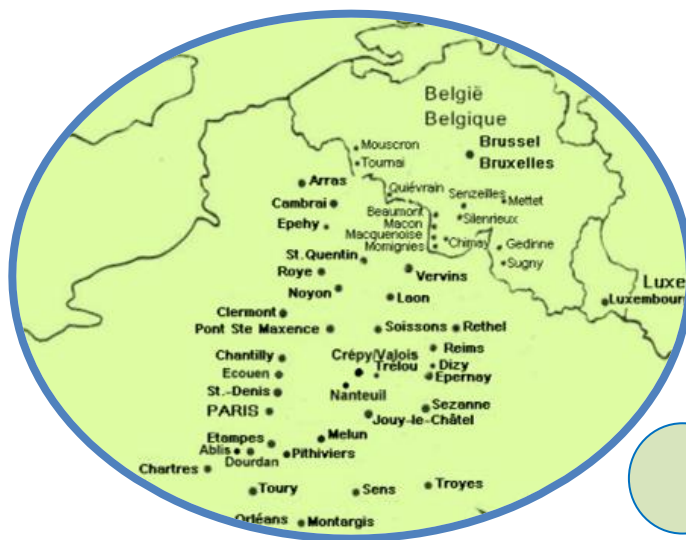 België
Belgique
Brussel
Bruxelles
Mouscron
Tournai
Arras
Quiévrain
Senzeilles
Mettet
Cambrai
Beaumont
Silenrieux
Epehy
Macon
Macquenoise
Chimay
Momignies
Gedinne
St.Quentin
Sugny
Roye
Vervins
Luxe
Noyon
Laon
Luxembourg
Clermont
Pont Ste Maxence
Soissons
Rethel
Reims
Chantilly
Crépy/Valois
Dizy
Ecouen
Trélou
Epernay
St.-Denis
Nanteuil
PARIS
Sezanne
Jouy-le-Châtel
Etampes
Melun
Ablis
Dourdan
Pithiviers
Chartres
Toury
Sens
Troyes
Orléans
Montargis